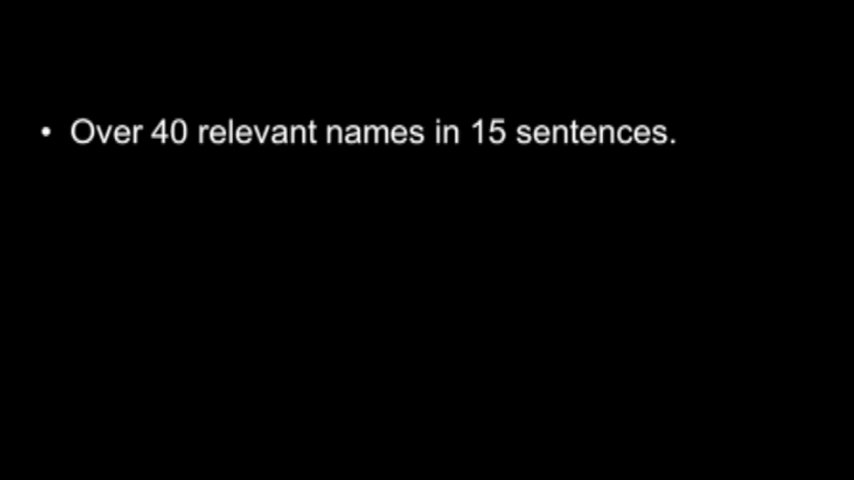 • Over 40 relevant names in 15 sentences.